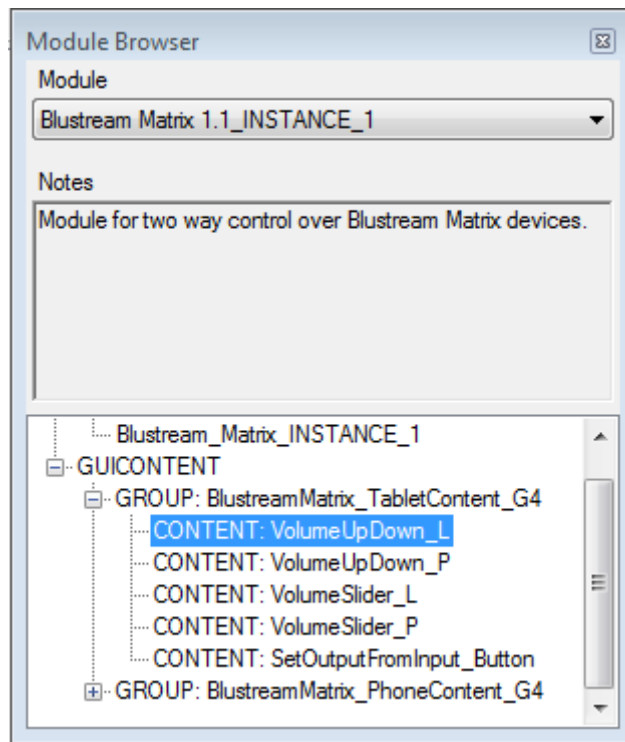 Module Browser
Module
Blustream Matrix 1.1_INSTANCE_1
Notes
Module for two way control over Blustream Matrix devices.
Blustream_Matrix_INSTANCE_1
GUICONTENT
GROUP: BlustreamMatrix_TabletContent_G4
CONTENT: VolumeUpDown_L
CONTENT: VolumeUpDown_P
CONTENT: VolumeSlider_L
CONTENT: VolumeSlider_P
CONTENT: SetOutputFromInput_Button
GROUP: BlustreamMatrix_PhoneContent_G4